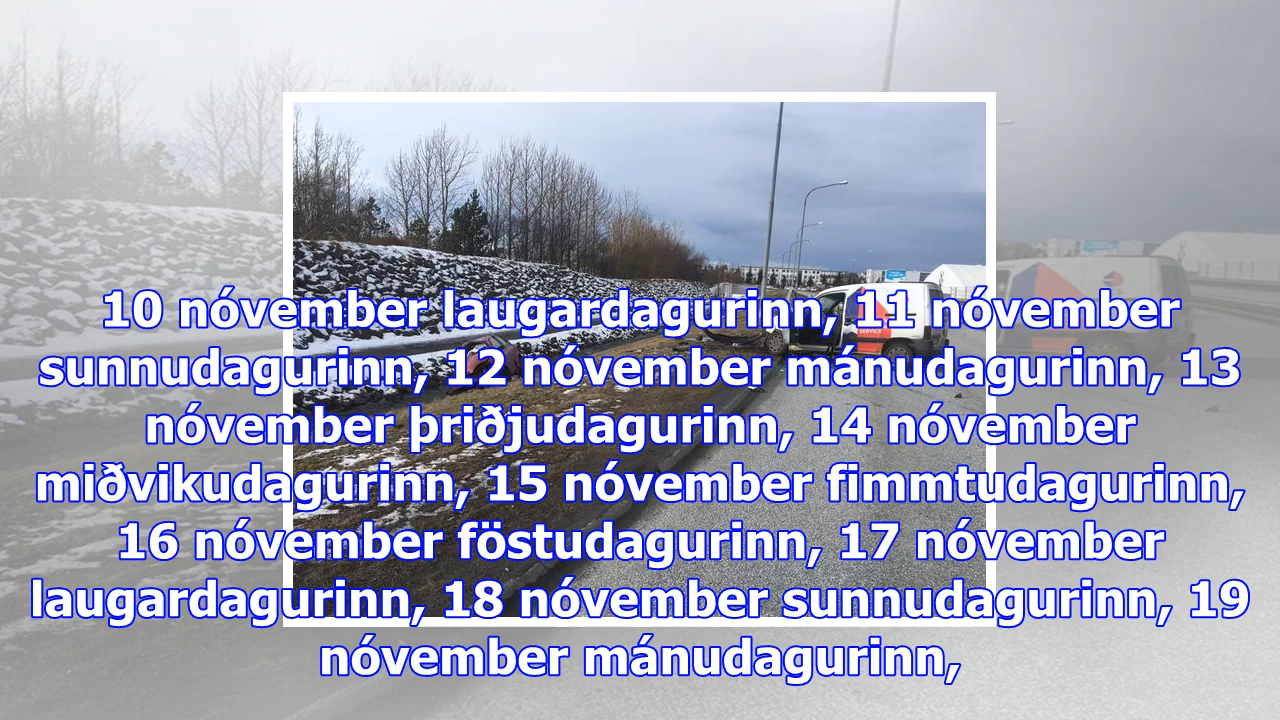 10 nóvember laugardagurinn, 11 nóvember
sunnudagurinn, 12 nóvember mánudagurinn, 13
nóvember þriðjudagurinn, 14 nóvember
miðvikudagurinn, 15 nóvember fimmtudagurinn,
16 nóvember föstudagurinn, 17 nóvember
laugardagurinn, 18 nóvember sunnudagurinn, 19
nóvember mánudagurinn,
SERVICE